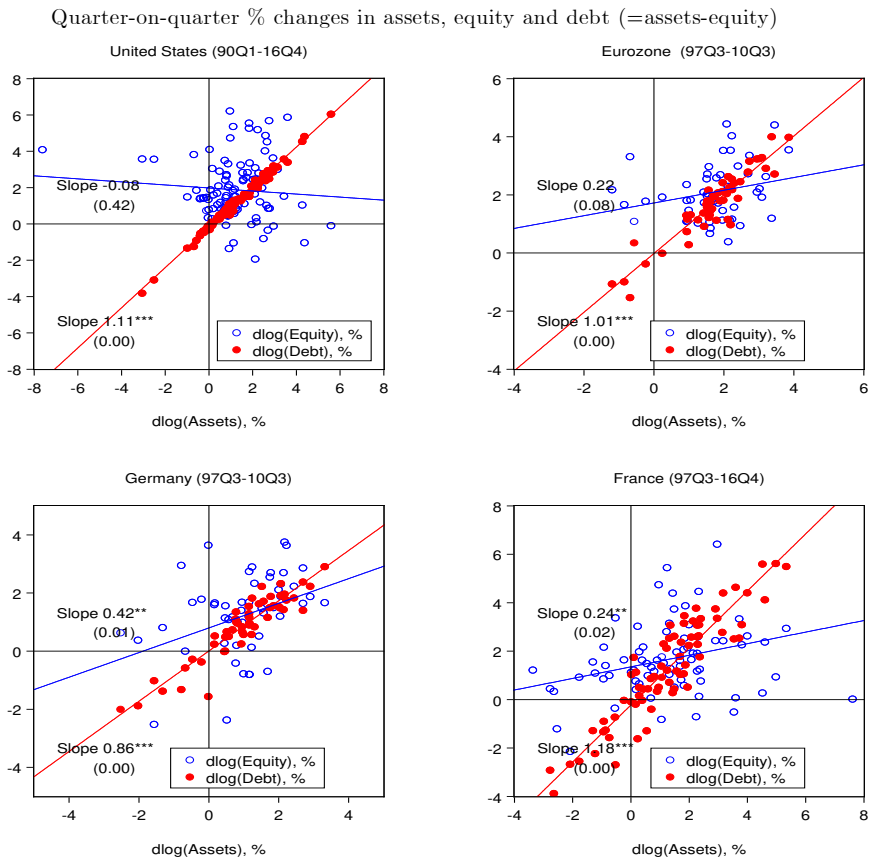 Quarter-on-quarter % changes in assets, equity and debt (=assets-equity)
United States (90Q1-16Q4)
8
6
4
2
0
-2
-4
-6
-8
Slope -0.08
(0.42)
Slope 1.11***
(0.00)
dlog(Equity), %
dlog(Debt), %
-8 -6 -4 -2 0 2 4 6 8
dlog(Assets), %
Eurozone (97Q3-10Q3)
6
4
2
0
-2
-4
Slope 0.22
(0.08)
Slope 1.01***
(0.00)
dlog(Equity), %
dlog(Debt), %
-4 -2 0 2 4 6
dlog(Assets), %
Germany (97Q3-10Q3)
4
2
0
-2
-4
Slope 0.42**
(0.01)
Slope 0.86***
(0.00)
dlog(Equity), %
dlog(Debt), %
-4 -2 0 2 4
dlog(Assets), %
France (97Q3-16Q4)
8
6
4
2
0
-2
-4
Slope 0.24**
(0.02)
Slope 1.18***
(0.00)
dlog(Equity), %
dlog(Debt), %
-4 -2 0 2 4 6 8
dlog(Assets), %